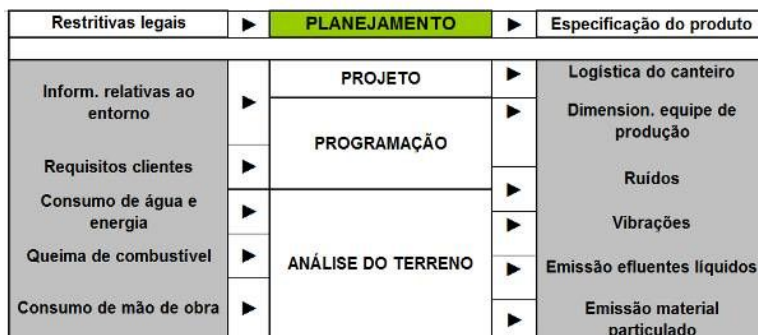 Restritivas legais
PLANEJAMENTO
Especificação do produto
Inform. relativas ao
entorno
Requisitos clientes
Consumo de água e
energia
Queima de combustível
Consumo de mão de obra
PROJETO
PROGRAMAÇÃO
ANÁLISE DO TERRENO
Logística do canteiro
Dimension. equipe de
produção
Ruídos
Vibrações
Emissão efluentes líquidos
Emissão material
particulado